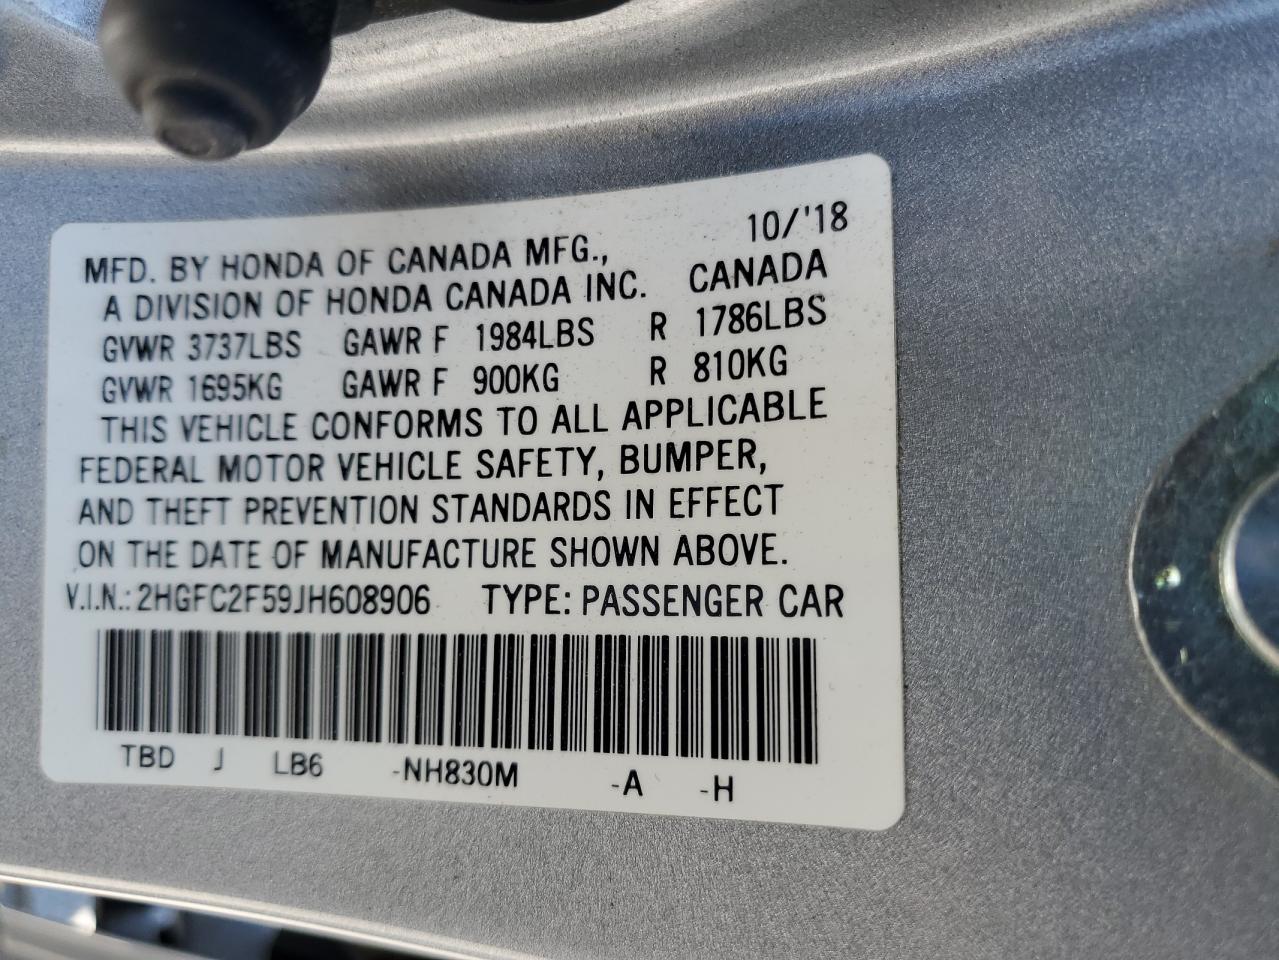 10/'18
MFD. BY HONDA OF CANADA MFG.,
A DIVISION OF HONDA CANADA INC. CANADA
GVWR 3737LBS GAWR F 1984LBS R 1786LBS
GVWR 1695KG GAWR F 900KG R 810KG
THIS VEHICLE CONFORMS TO ALL APPLICABLE
FEDERAL MOTOR VEHICLE SAFETY, BUMPER,
AND THEFT PREVENTION STANDARDS IN EFFECT
ON THE DATE OF MANUFACTURE SHOWN ABOVE.
V.I.N.: 2HGFC2F59JH608906 TYPE: PASSENGER CAR
TBD J LB6 -NH830M -A -H